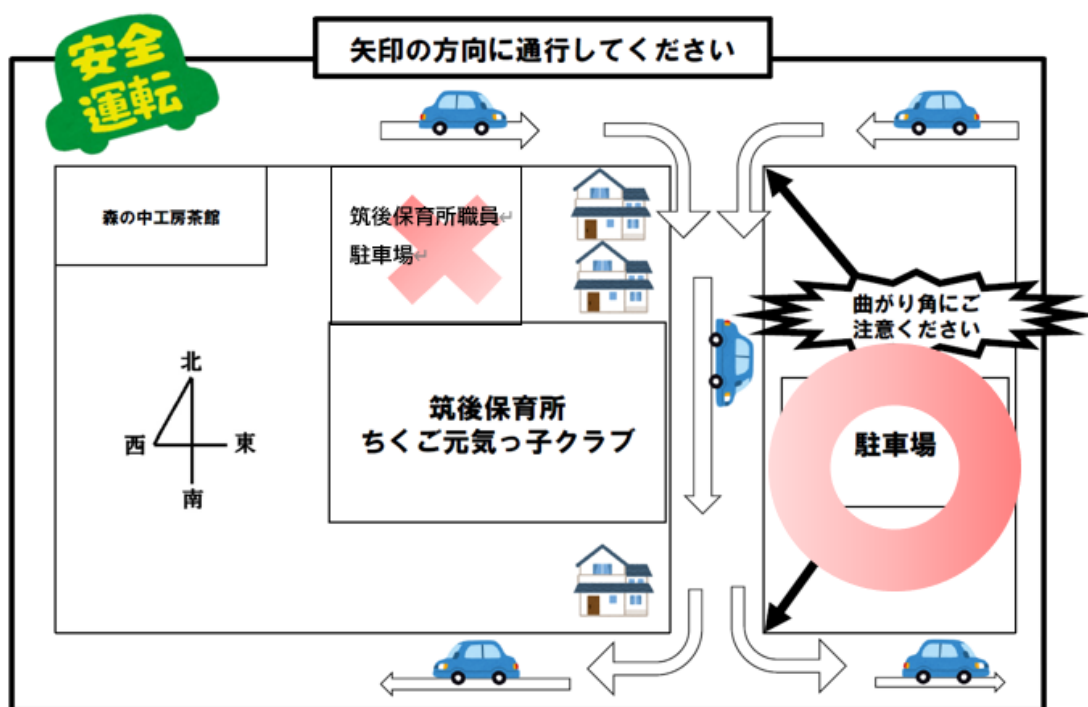 矢印の方向に通行してください
安全
運転
森の中工房茶館
筑後保育所職員↵
駐車場↵
曲がり角にご
注意ください
北
西
東
南
筑後保育所
ちくご元気っ子クラブ
駐車場